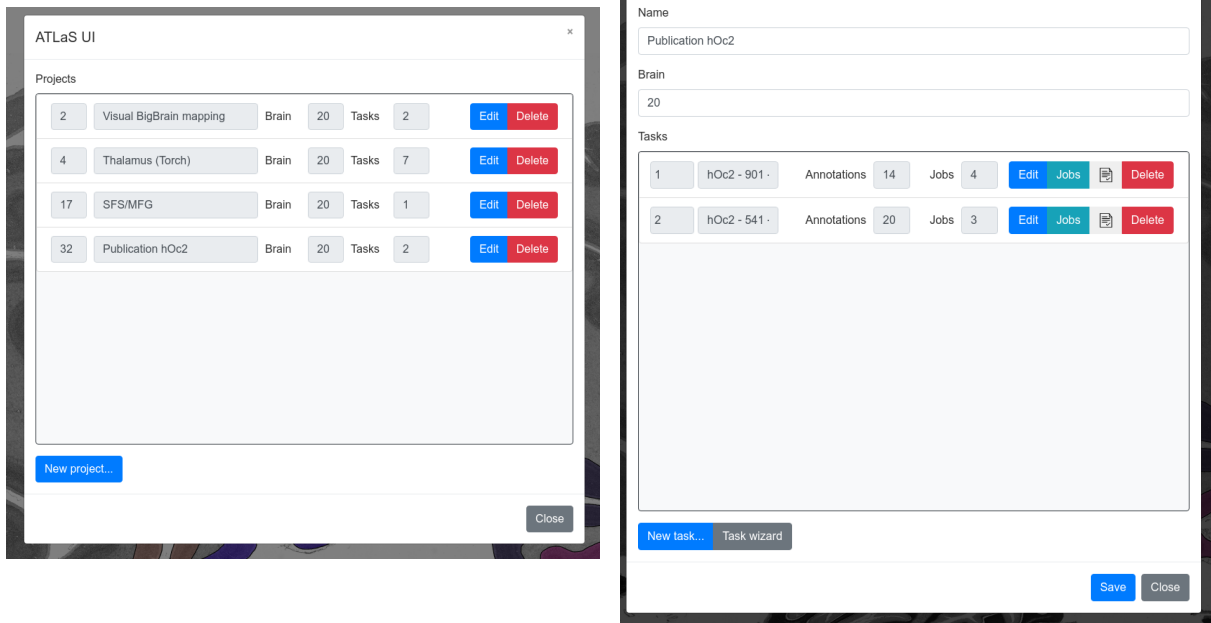 ATLaS UI ×
Projects
2 Visual BigBrain mapping Brain 20 Tasks 2 Edit Delete
4 Thalamus (Torch) Brain 20 Tasks 7 Edit Delete
17 SFS/MFG Brain 20 Tasks 1 Edit Delete
32 Publication hOc2 Brain 20 Tasks 2 Edit Delete
New project...
Close
Name
Publication hOc2
Brain
20
Tasks
1 hOc2 - 901 - Annotations 14 Jobs 4 Edit Jobs Delete
2 hOc2 - 541 - Annotations 20 Jobs 3 Edit Jobs Delete
New task... Task wizard
Save Close